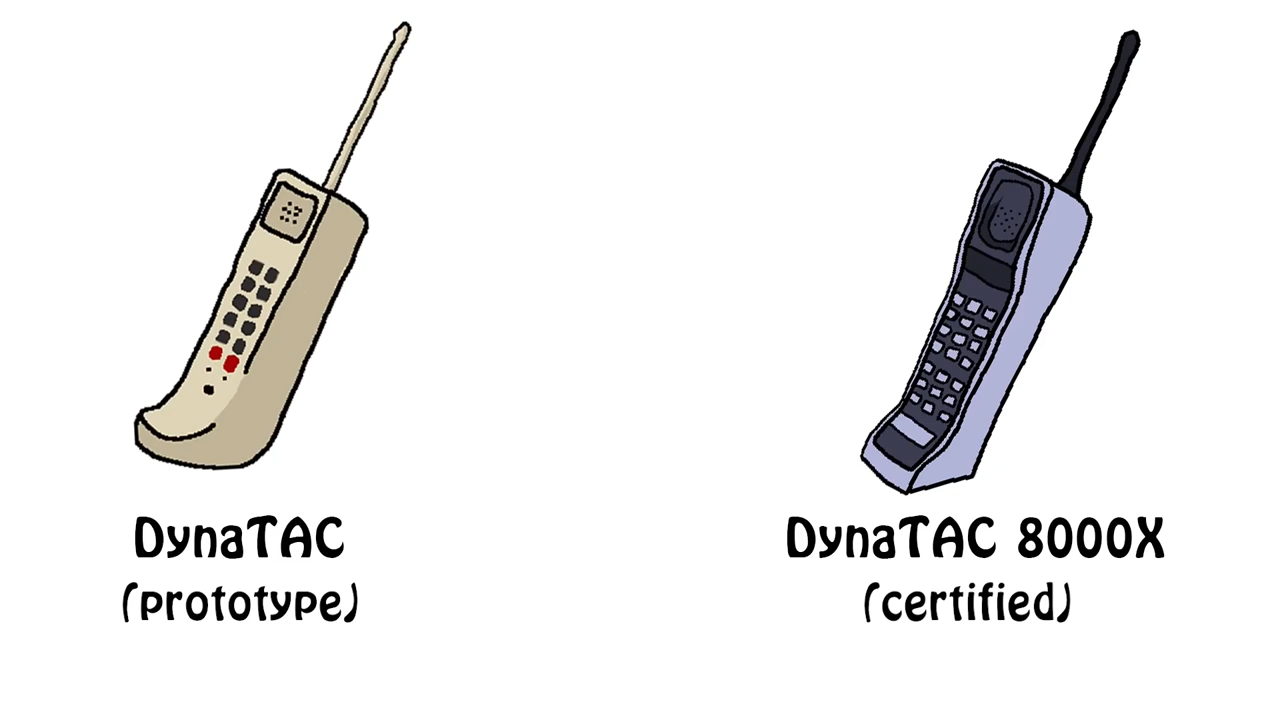 DynaTAC
(prototype)
DynaTAC 8000X
(certified)